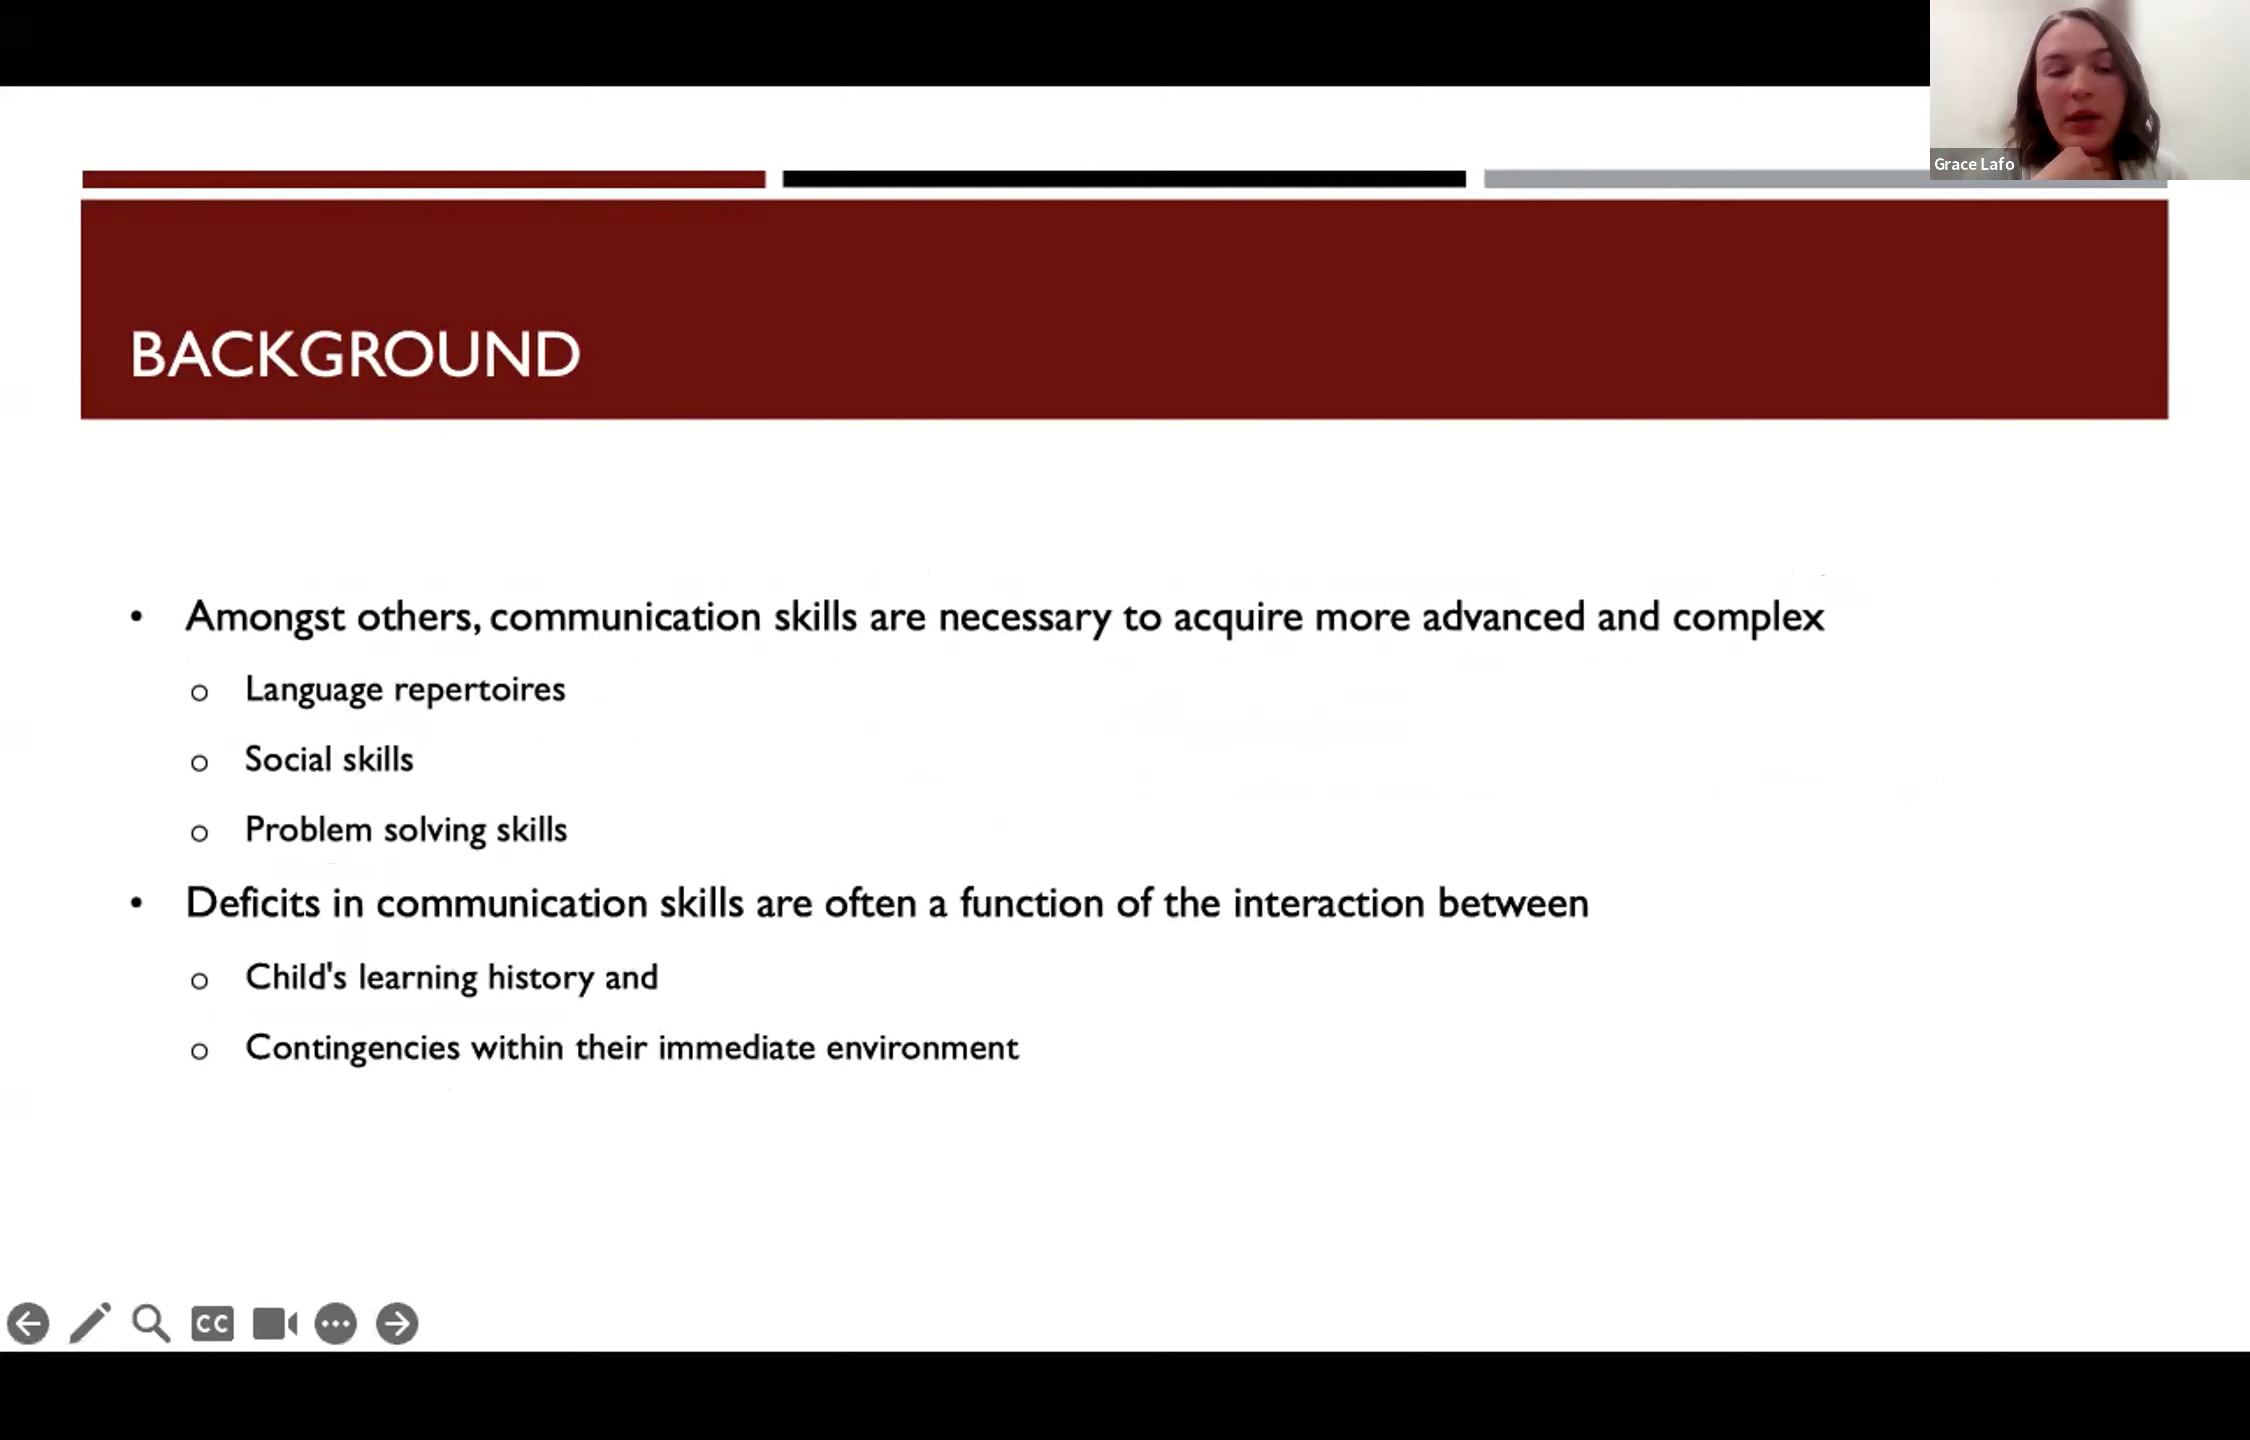 Grace Lafo
BACKGROUND
• Amongst others, communication skills are necessary to acquire more advanced and complex
o Language repertoires
o Social skills
o Problem solving skills
• Deficits in communication skills are often a function of the interaction between
o Child's learning history and
o Contingencies within their immediate environment
CC